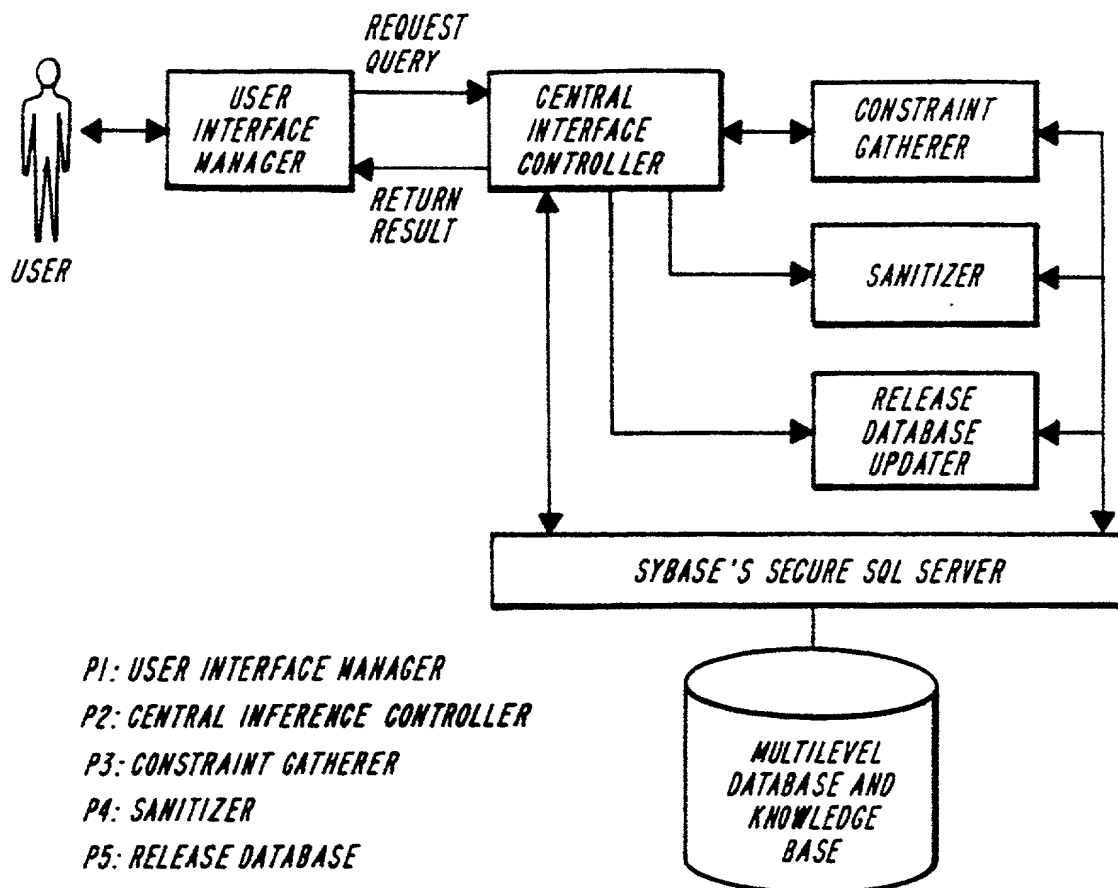 REQUEST
QUERY
USER
INTERFACE
MANAGER
CENTRAL
INTERFACE
CONTROLLER
CONSTRAINT
GATHERER
RETURN
RESULT
USER
SANITIZER
RELEASE
DATABASE
UPDATER
SYBASE'S SECURE SQL SERVER
P1: USER INTERFACE MANAGER
P2: CENTRAL INFERENCE CONTROLLER
P3: CONSTRAINT GATHERER
P4: SANITIZER
P5: RELEASE DATABASE
MULTILEVEL
DATABASE AND
KNOWLEDGE
BASE